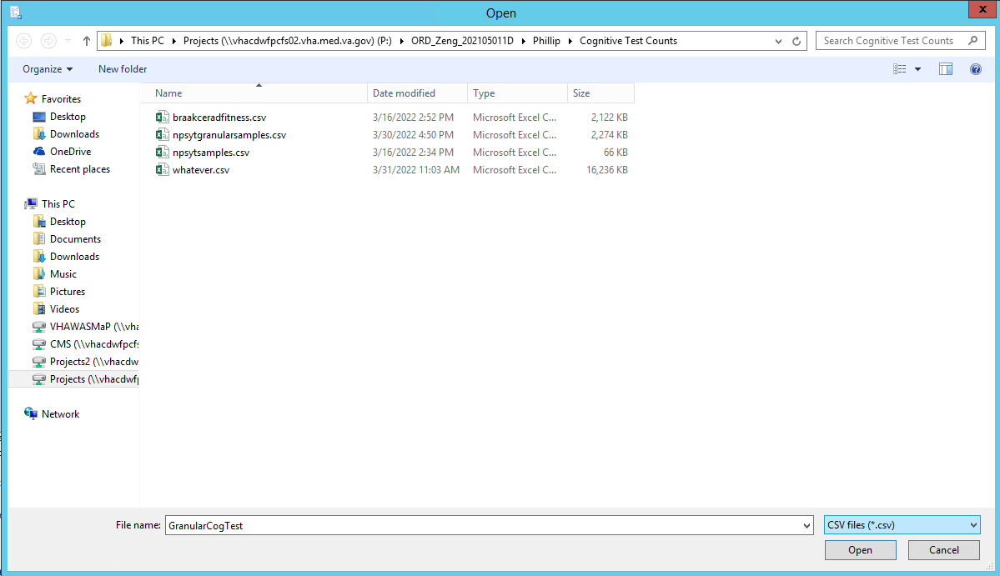 Open
This PC Projects (\\vhacdwfpcfs02.vha.med.va.gov) (P:) ORD_Zeng_202105011D Phillip Cognitive Test Counts Search Cognitive Test Counts
Organize New folder
Name Date modified Type Size
braakceradfitness.csv 3/16/2022 2:52 PM Microsoft Excel C... 2,122 KB
npsytgranularsamples.csv 3/30/2022 4:50 PM Microsoft Excel C... 2,274 KB
npsytsamples.csv 3/16/2022 2:34 PM Microsoft Excel C... 66 KB
whatever.csv 3/31/2022 11:03 AM Microsoft Excel C... 16,236 KB
Favorites
Desktop
Downloads
OneDrive
Recent places
This PC
Desktop
Documents
Downloads
Music
Pictures
Videos
VHAWASMaP (\\vha
CMS (\\vhacdwfpcfs
Projects2 (\\vhacdw
Projects (\\vhacdwfp
Network
File name: GranularCogTest CSV files (*.csv)
Open Cancel